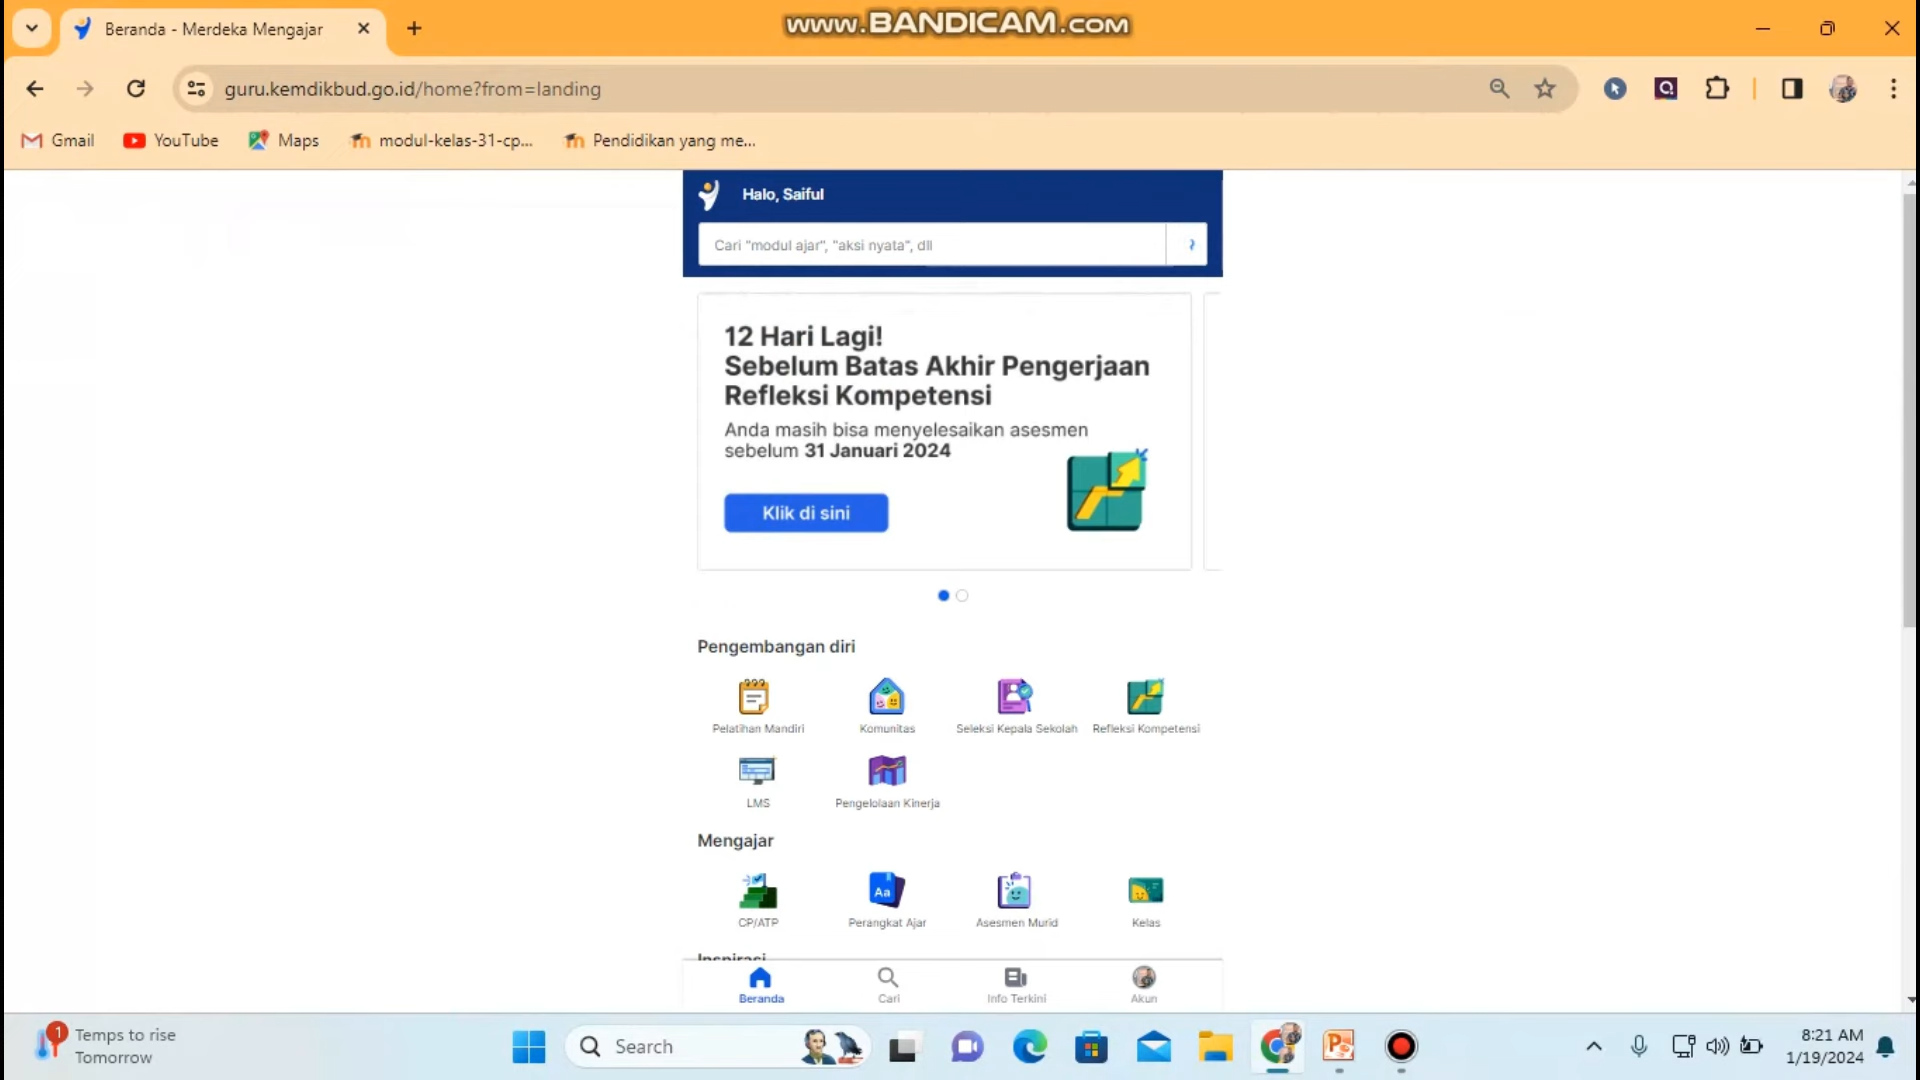 Beranda - Merdeka Mengajar
www.BANDICAM.com
guru.kemdikbud.go.id/home?from=landing
Gmail
YouTube
Maps
modul-kelas-31-cp...
Pendidikan yang me...
Halo, Saiful
Cari "modul ajar", "aksi nyata", dll
12 Hari Lagi!
Sebelum Batas Akhir Pengerjaan
Refleksi Kompetensi
Anda masih bisa menyelesaikan asesmen
sebelum 31 Januari 2024
Klik di sini
Pengembangan diri
Pelatihan Mandiri
Komunitas
Seleksi Kepala Sekolah
Refleksi Kompetensi
LMS
Pengelolaan Kinerja
Mengajar
Aa
CP/ATP
Perangkat Ajar
Asesmen Murid
Kelas
Inspirasi
Beranda
Cari
Info Terkini
Akun
1
Temps to rise
Tomorrow
Search
8:21 AM
1/19/2024